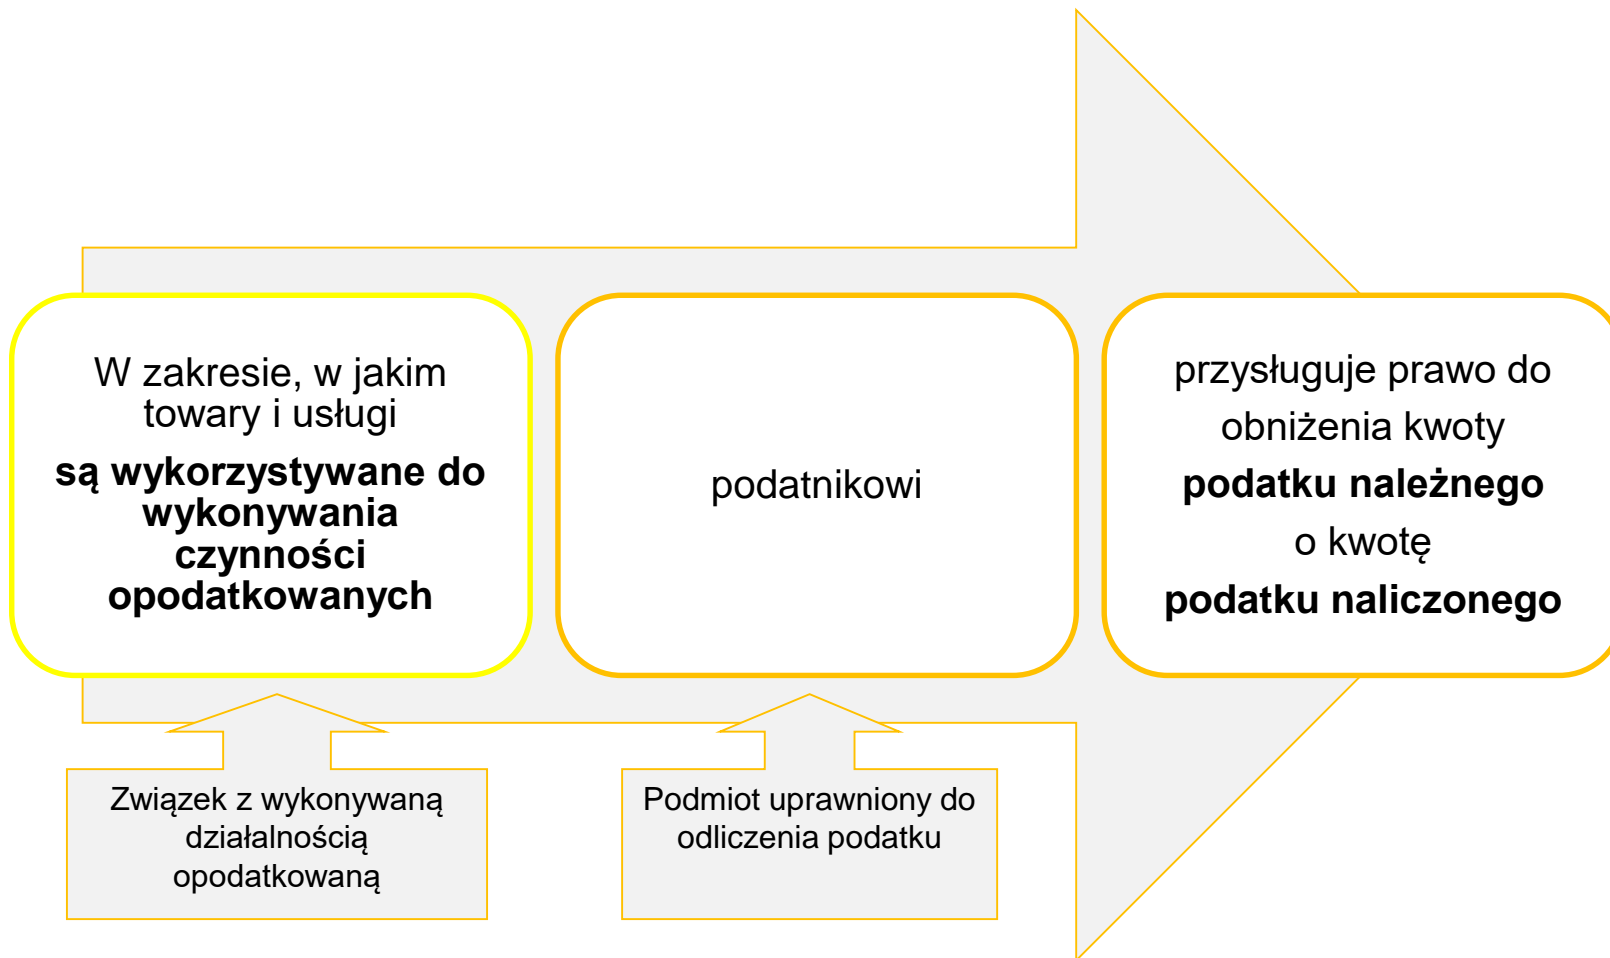 W zakresie, w jakim
towary i usługi
są wykorzystywane do
wykonywania
czynności
opodatkowanych
podatnikowi
przysługuje prawo do
obniżenia kwoty
podatku należnego
o kwotę
podatku naliczonego
Związek z wykonywaną
działalnością
opodatkowaną
Podmiot uprawniony do
odliczenia podatku